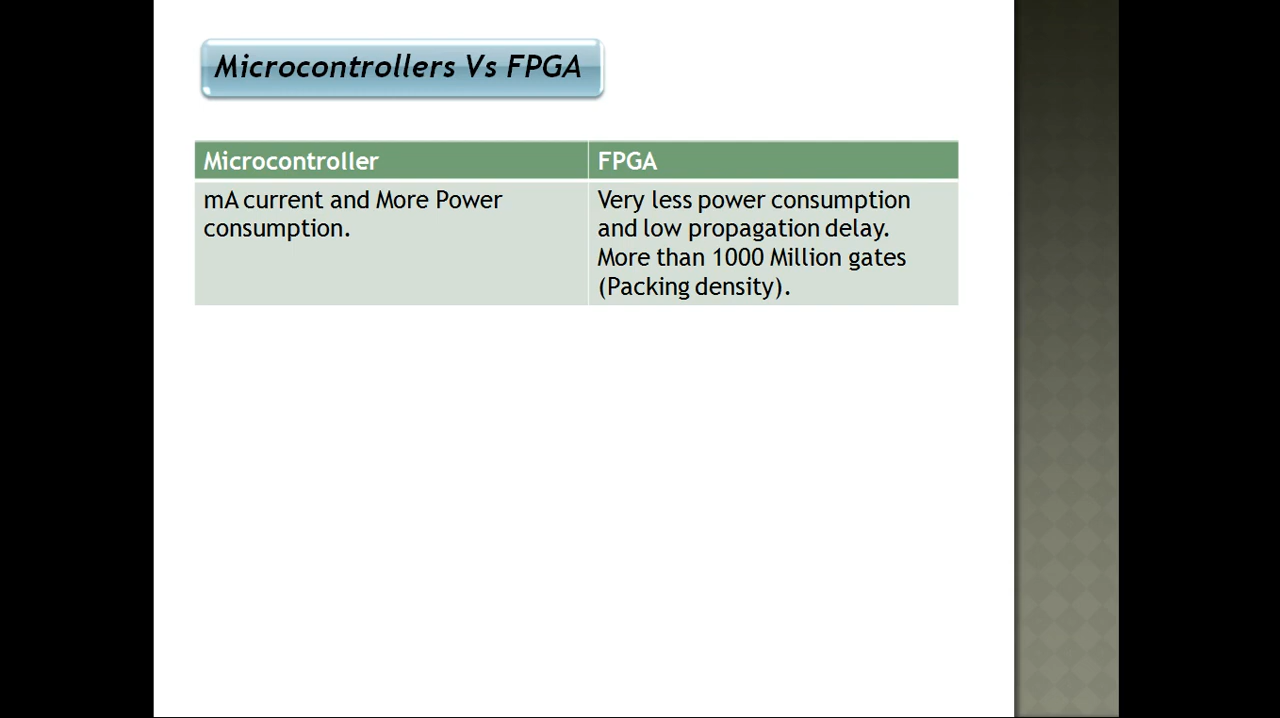 Microcontrollers Vs FPGA
Microcontroller
FPGA
mA current and More Power
consumption.
Very less power consumption
and low propagation delay.
More than 1000 Million gates
(Packing density).